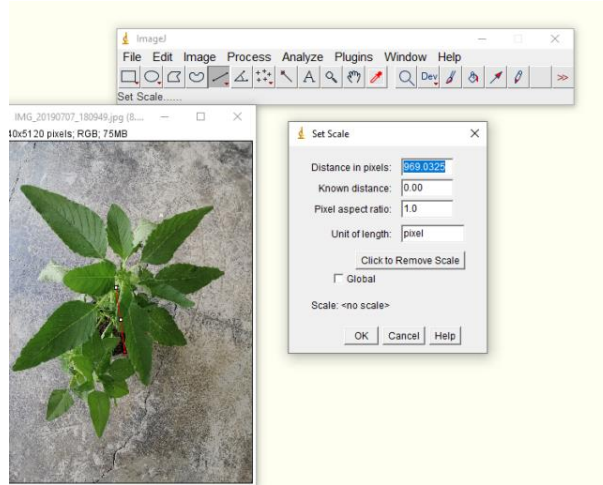 ImageJ
File Edit Image Process Analyze Plugins Window Help
A Dev >>
Set Scale......
IMG_20190707_180949.jpg (8....
40x5120 pixels; RGB; 75MB
Set Scale
Distance in pixels: 969.0325
Known distance: 0.00
Pixel aspect ratio: 1.0
Unit of length: pixel
Click to Remove Scale
Global
Scale: <no scale>
OK Cancel Help